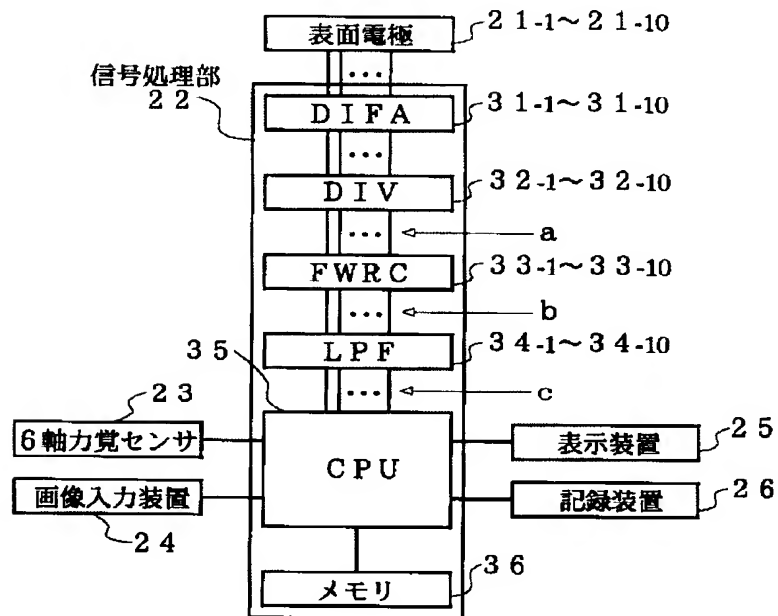 表面電極
２１-1～２１-10
信号処理部
２２
ＤＩＦＡ
３１-1～３１-10
ＤＩＶ
３２-1～３２-10
a
ＦＷＲＣ
３３-1～３３-10
b
３５
ＬＰＦ
３４-1～３４-10
c
２３
６軸力覚センサ
ＣＰＵ
表示装置
２５
画像入力装置
記録装置
２６
２４
メモリ
３６